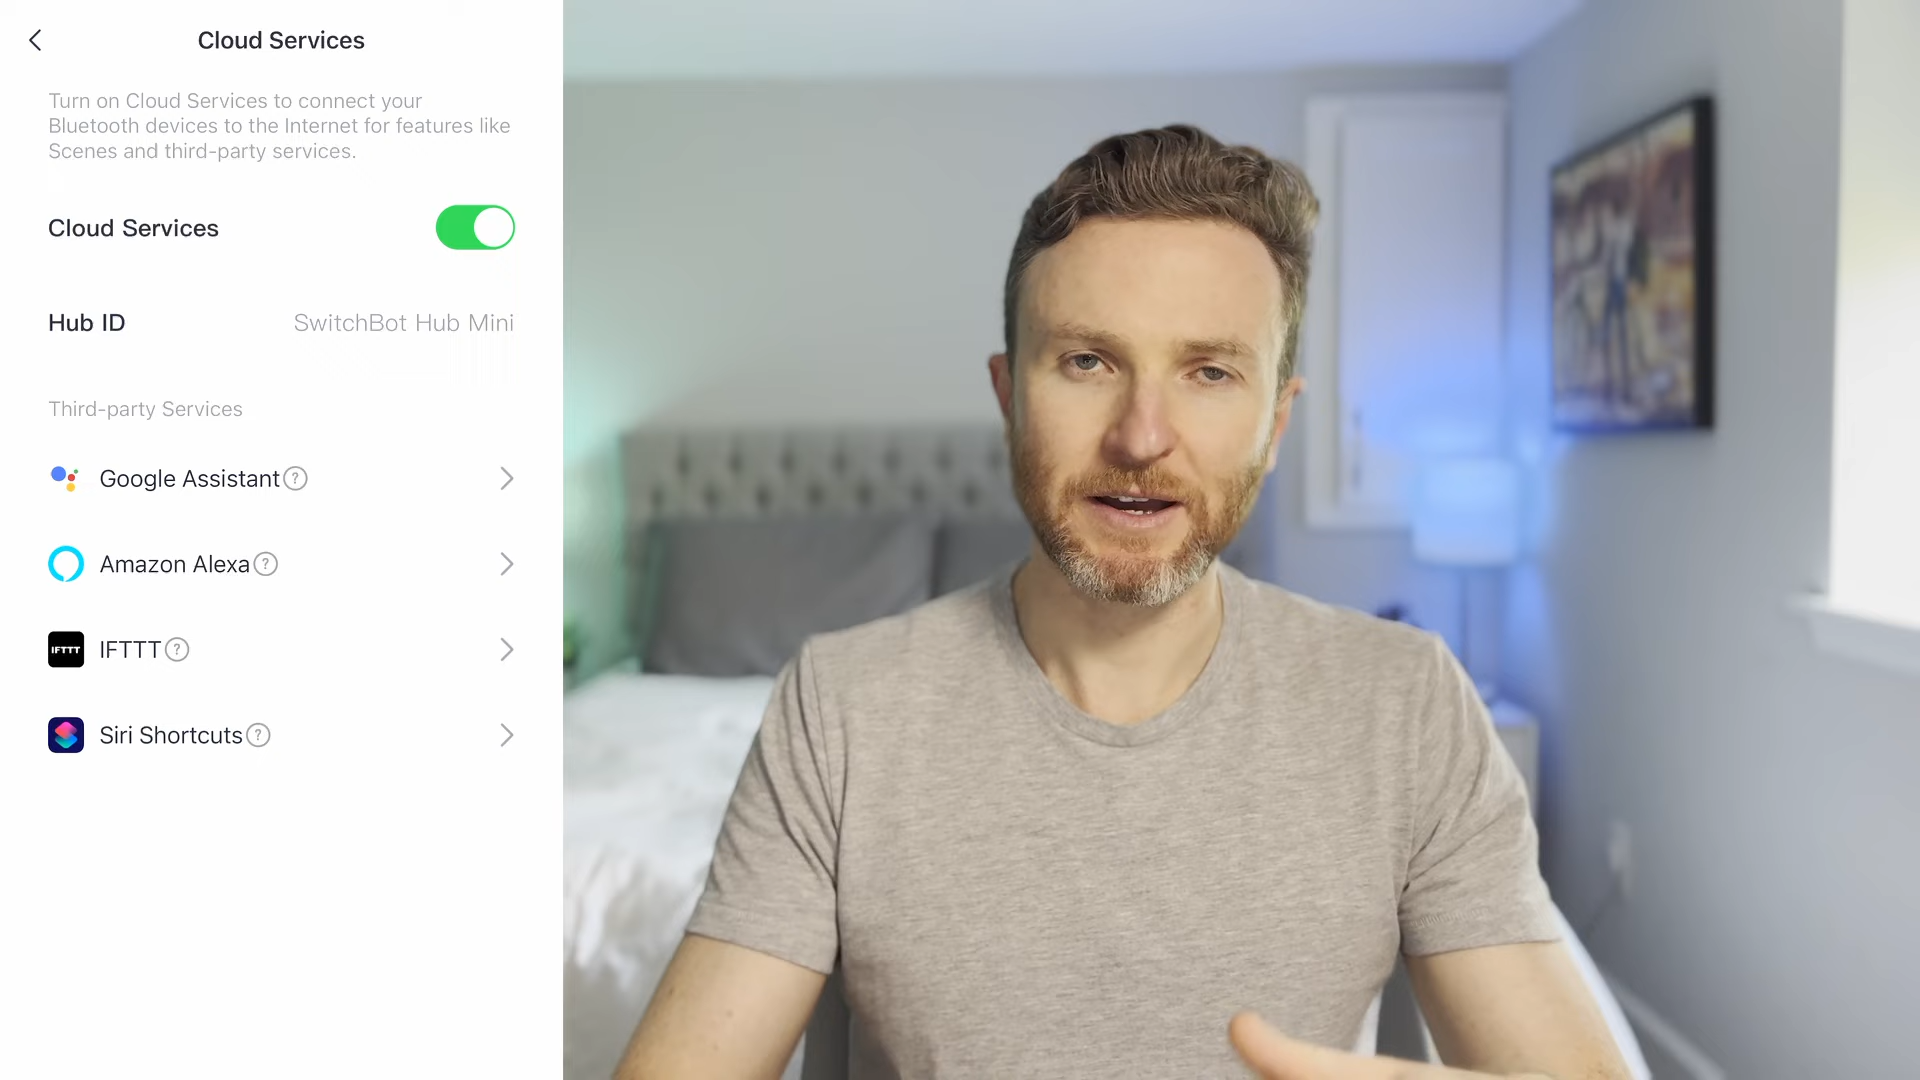 Cloud Services
Turn on Cloud Services to connect your
Bluetooth devices to the Internet for features like
Scenes and third-party services.
Cloud Services
Hub ID
SwitchBot Hub Mini
Third-party Services
Google Assistant ?
Amazon Alexa ?
IFTTT IFTTT ?
Siri Shortcuts ?